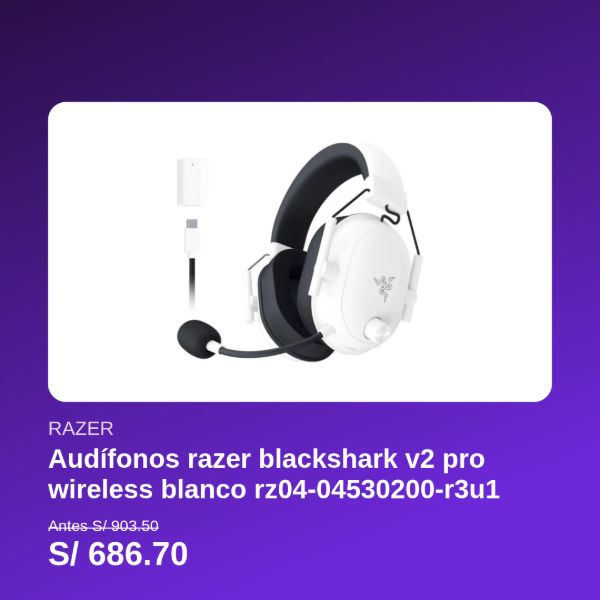 RAZER
Audífonos razer blackshark v2 pro
wireless blanco rz04-04530200-r3u1
Antes S/ 903.50
S/ 686.70